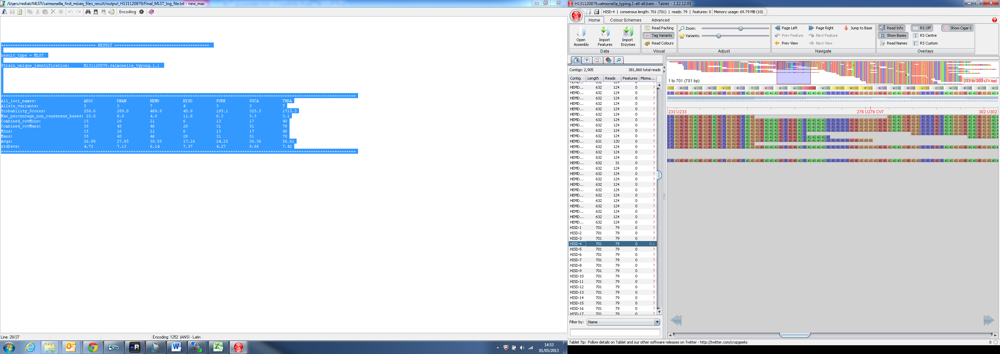 /Users/rediat/MLST/salmonella_first_miseq_files_result/output_H131120879/Final_MLST_log_file.txt - new_mac
Encoding
======================================== RESULT ========================================
result_type = MLST
Strain_unique_identification: H131120879.salmonella_typing.1.1
All_loci_names: AROC DNAN HEMD HISD PURE SUCA THRA
Allele_variants: 3 3 7 4 3 3 7
Probability_Scores: 256.6 289.8 489.9 45.9 195.1 325.5 1715.3
Max_percentage_non_consensus_bases: 25.0 8.0 4.0 11.8 6.3 5.3 3.1
Combined_covMins: 15 16 21 6 13 17 40
Combined_covMaxs: 35 43 46 28 31 51 78
Mins: 15 16 21 6 13 17 40
Maxs: 35 43 46 28 31 51 78
Avgs: 26.88 27.85 30.55 17.16 24.25 30.36 56.61
stdDevs: 4.73 7.13 6.14 7.37 4.27 9.66 7.42
Line: 28/27
Encoding: 1252 (ANSI - Latin
14:53
01/05/2013
H131120879.salmonella_typing.1-all-all.bam - Tablet - 1.12.12.05
HISD-4 | consensus length: 701 (701) | reads: 79 | features: 0 | Memory usage: 69.79 MB (10)
Home Colour Schemes Advanced
Open Assembly
Import Features
Import Enzymes
Data
Read Packing
Tag Variants
Read Colours
Visual
Zoom:
Variants:
Adjust
Page Left Page Right Jump to Base
Prev Feature Next Feature
Prev View Next View
Navigate
Read Info RS Off Show Cigar-I
Show Bases RS Centre
Read Names RS Custom
Overlays
Contigs: 2,905 381,860 total reads
Contig Length Reads Features Misma...
HEMD... 632 124 0 ?
HEMD... 632 124 0 ?
HEMD... 632 124 0 ?
HEMD... 632 124 0 ?
HEMD... 632 124 0 ?
HEMD... 632 124 0 ?
HEMD... 632 124 0 ?
HEMD... 632 124 0 ?
HEMD... 632 124 0 ?
HEMD... 632 124 0 ?
HEMD... 632 124 0 ?
HEMD... 631 120 0 ?
HEMD... 632 124 0 ?
HEMD... 632 124 0 ?
HEMD... 632 124 0 ?
HEMD... 632 31 0 ?
HEMD... 632 124 0 ?
HEMD... 632 124 0 ?
HEMD... 632 124 0 ?
HEMD... 632 124 0 ?
HEMD... 632 124 0 ?
HEMD... 632 124 0 ?
HEMD... 632 124 0 ?
HEMD... 632 124 0 ?
HEMD... 632 124 0 ?
HEMD... 632 124 0 ?
HEMD... 632 124 0 ?
HISD-1 701 79 0 ?
HISD-2 701 79 0 ?
HISD-3 701 79 0 ?
HISD-4 701 79 0 0.1
HISD-5 701 79 0 ?
HISD-6 701 79 0 ?
HISD-7 701 79 0 ?
HISD-8 701 79 0 ?
HISD-9 701 79 0 ?
HISD-10 701 79 0 ?
HISD-11 701 79 0 ?
HISD-12 701 79 0 ?
HISD-13 701 79 0 ?
HISD-14 701 79 0 ?
HISD-15 701 79 0 ?
HISD-16 701 79 0 ?
HISD-17 701 79 0 ?
Filter by: Name
1 to 701 (701 bp) 233 to 303 (71 bp)
R Q R V R T E S G . N F W P R Q R L C N R S Q
233 U233 276 U276 CV7 302 U302
Tablet Tip: Follow details on Tablet and our other software releases on Twitter - http://twitter.com/cropgeeks
0